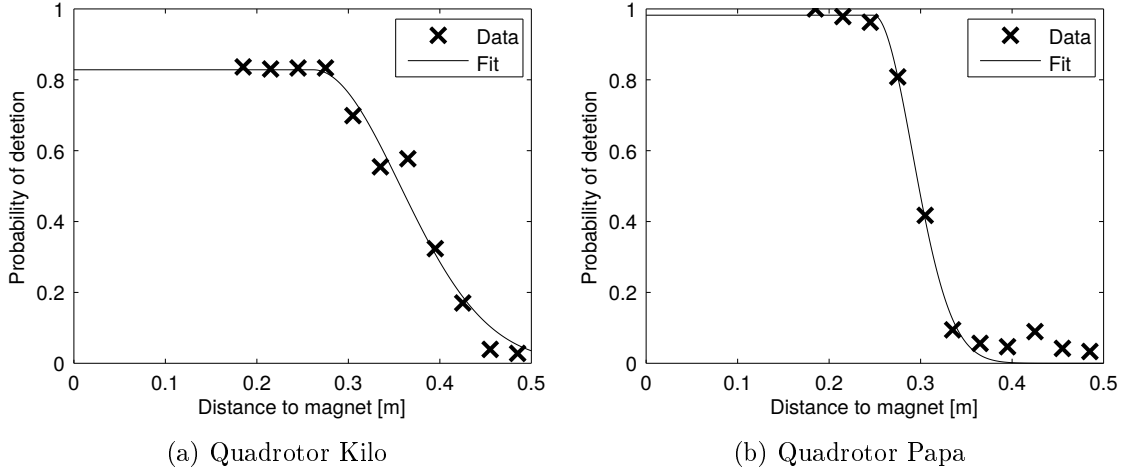 1
0.8
0.6
0.4
0.2
0
Probability of detetion
0 0.1 0.2 0.3 0.4 0.5
Distance to magnet [m]
Data
Fit
(a) Quadrotor Kilo
1
0.8
0.6
0.4
0.2
0
Probability of detetion
0 0.1 0.2 0.3 0.4 0.5
Distance to magnet [m]
Data
Fit
(b) Quadrotor Papa